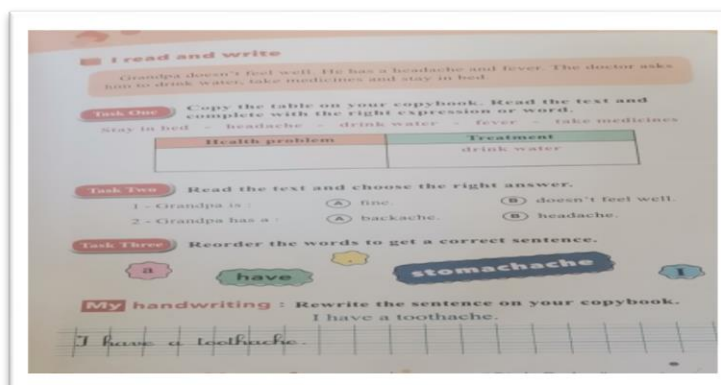 I read and write
Grandpa doesn't feel well. He has a headache and fever. The doctor asks
him to drink water, take medicines and stay in bed.
Task One Copy the table on your copybook. Read the text and
complete with the right expression or word.
Stay in bed - headache - drink water - fever - take medicines
Health problem Treatment
drink water
Task Two Read the text and choose the right answer.
1 - Grandpa is : A fine. B doesn't feel well.
2 - Grandpa has a : A backache. B headache.
Task Three Reorder the words to get a correct sentence.
a have . stomachache I
My handwriting : Rewrite the sentence on your copybook.
I have a toothache.
I have a toothache.